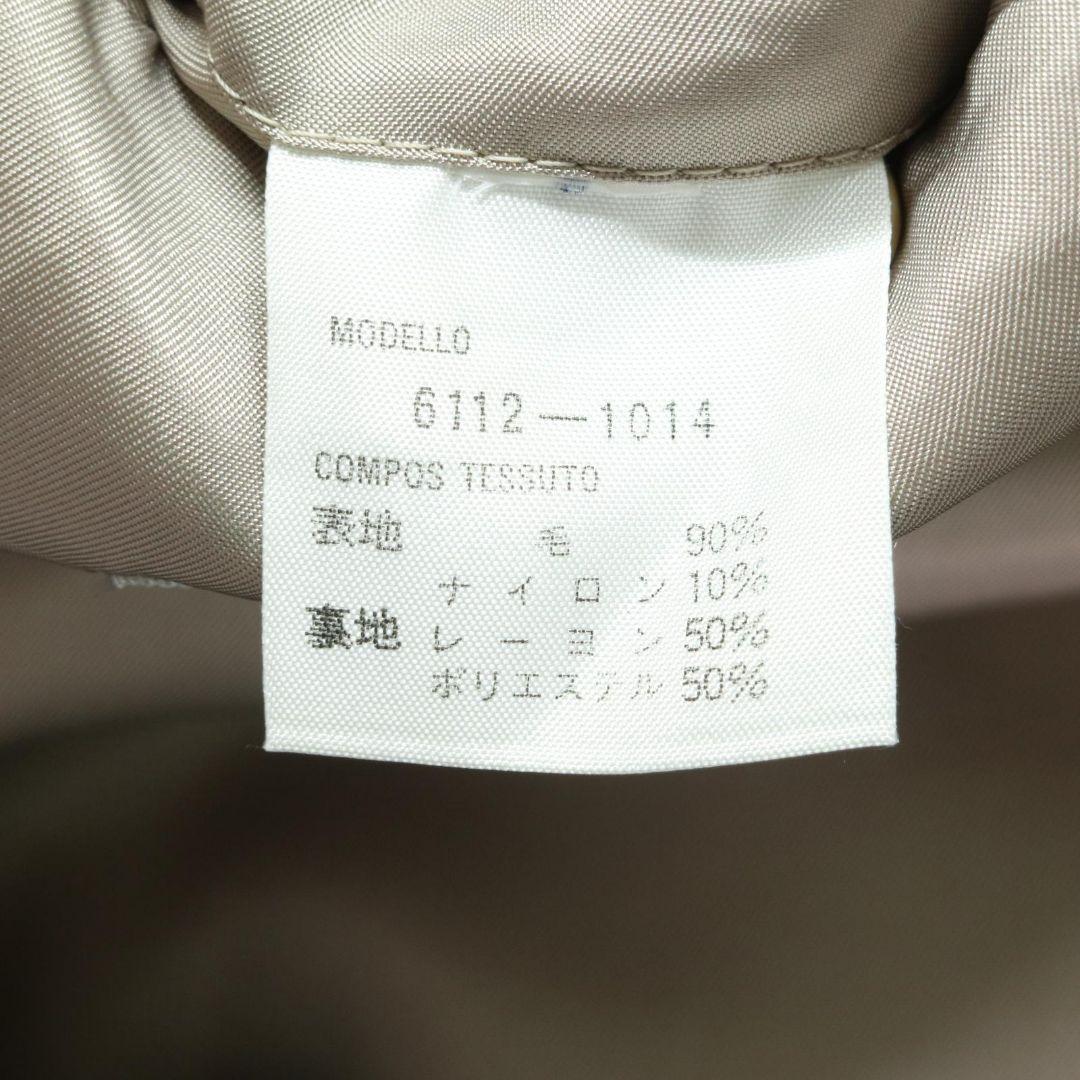 MODELLO
6112—1014
COMPOS TESSUTO
表地 毛 90%
ナイロン 10%
裏地 レーヨン 50%
ポリエステル 50%